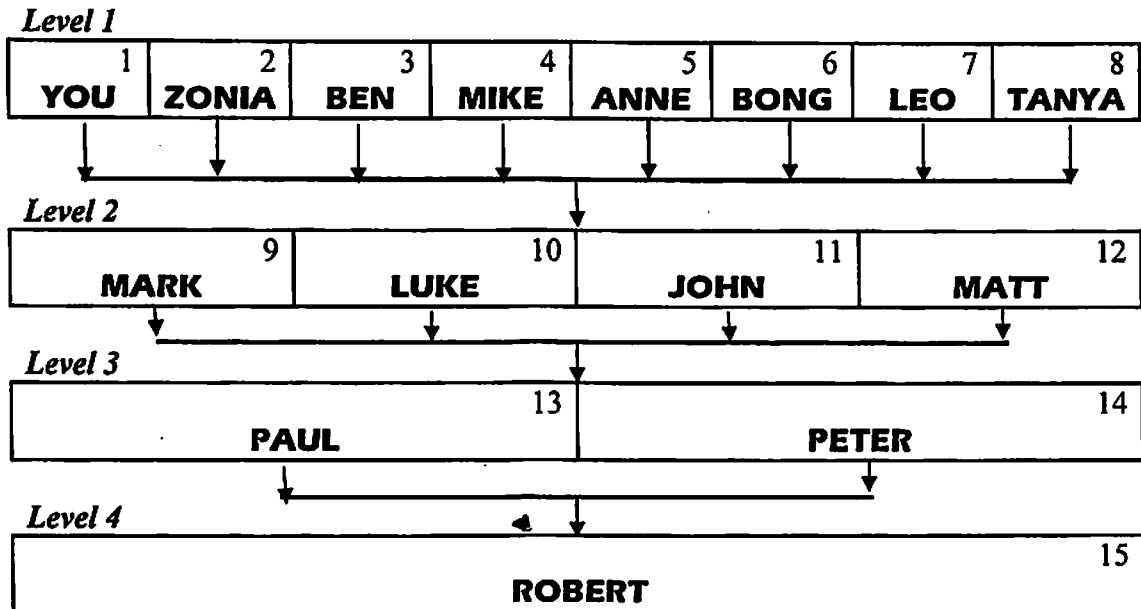 Level 1
1 2 3 4 5 6 7 8
YOU ZONIA BEN MIKE ANNE BONG LEO TANYA
Level 2
9 10 11 12
MARK LUKE JOHN MATT
Level 3
13 14
PAUL PETER
Level 4
15
ROBERT